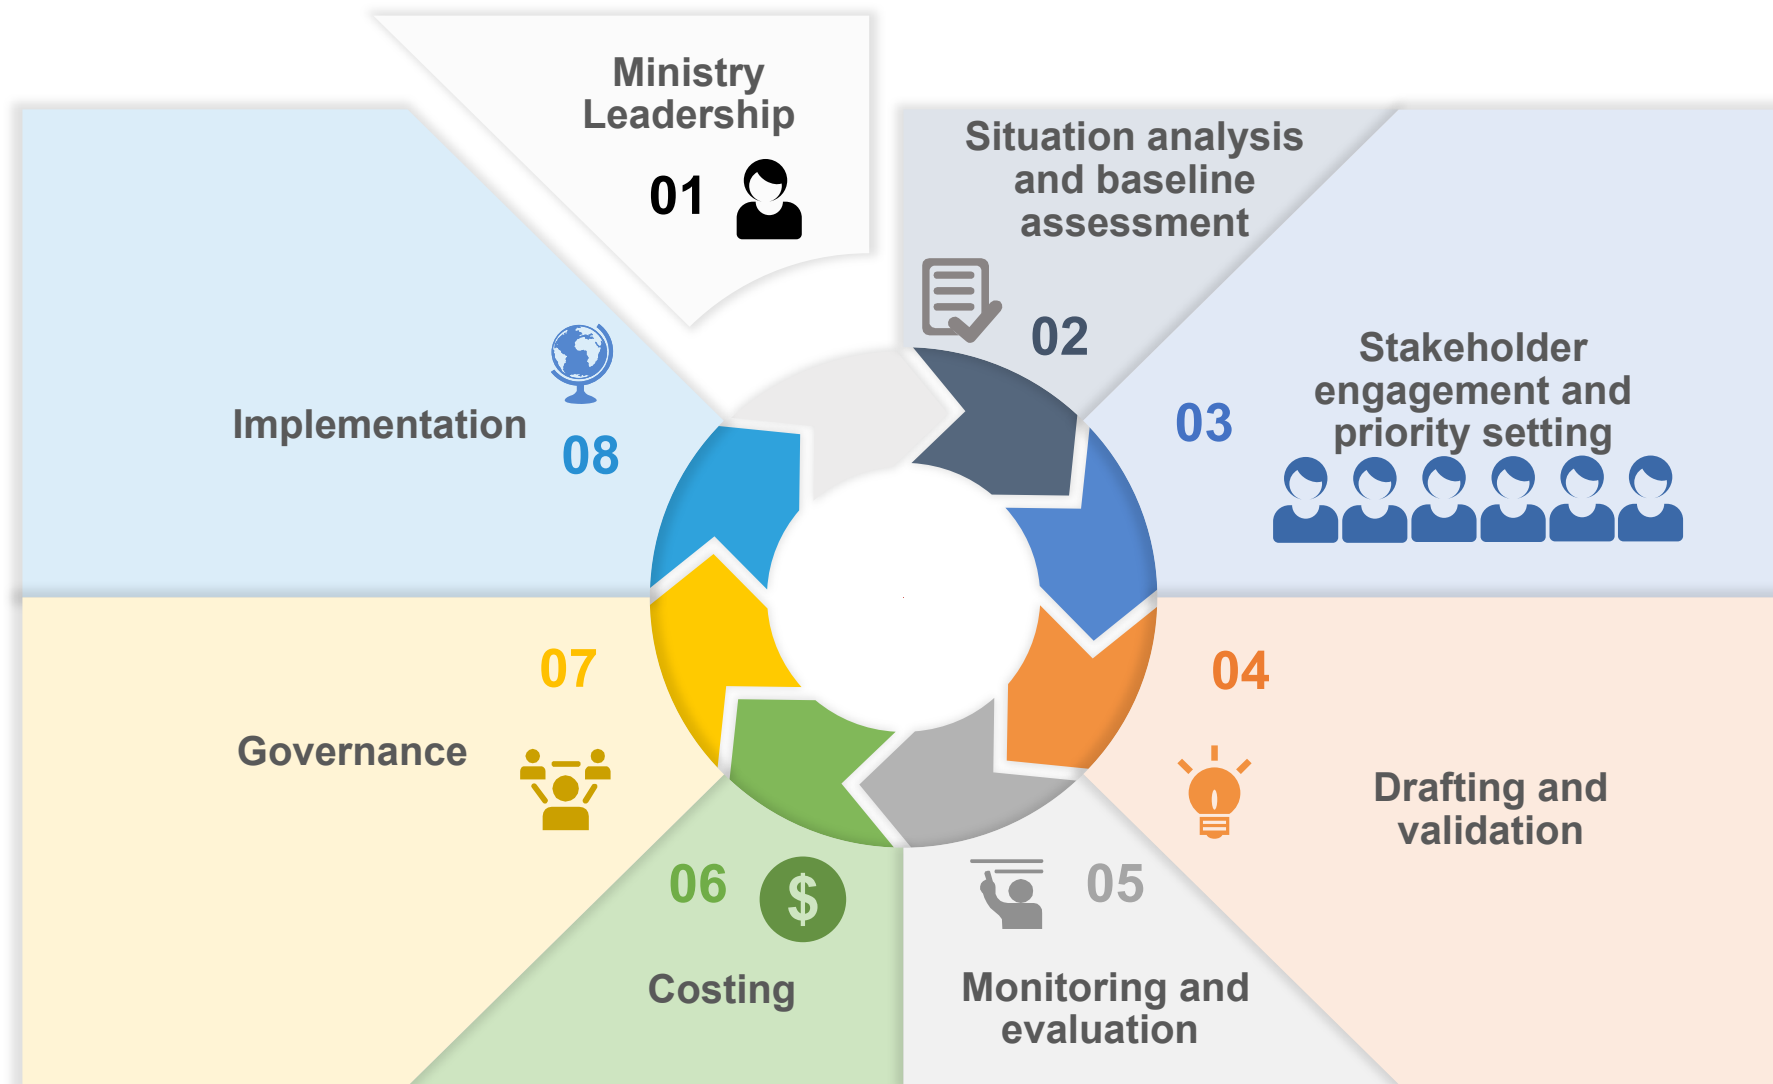 Ministry
Leadership
01
Situation analysis
and baseline
assessment
02
Stakeholder
engagement and
priority setting
03
04
Drafting and
validation
05
Monitoring and
evaluation
06
$
Costing
07
Governance
Implementation
08